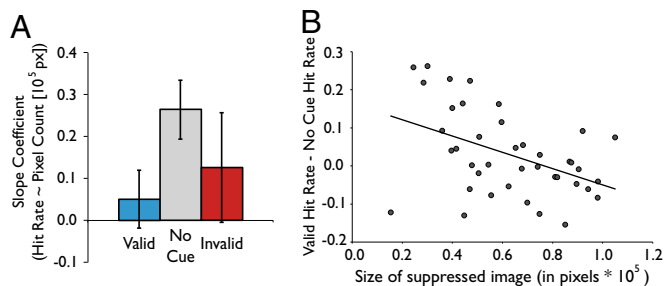 A
Slope Coefficient
(Hit Rate ~ Pixel Count [10⁵ px])
0.4
0.3
0.2
0.1
0.0
-0.1
Valid
No
Cue
Invalid
B
Valid Hit Rate - No Cue Hit Rate
0.3
0.2
0.1
0.0
-0.1
-0.2
0
0.2
0.4
0.6
0.8
1.0
1.2
Size of suppressed image (in pixels * 10⁵ )